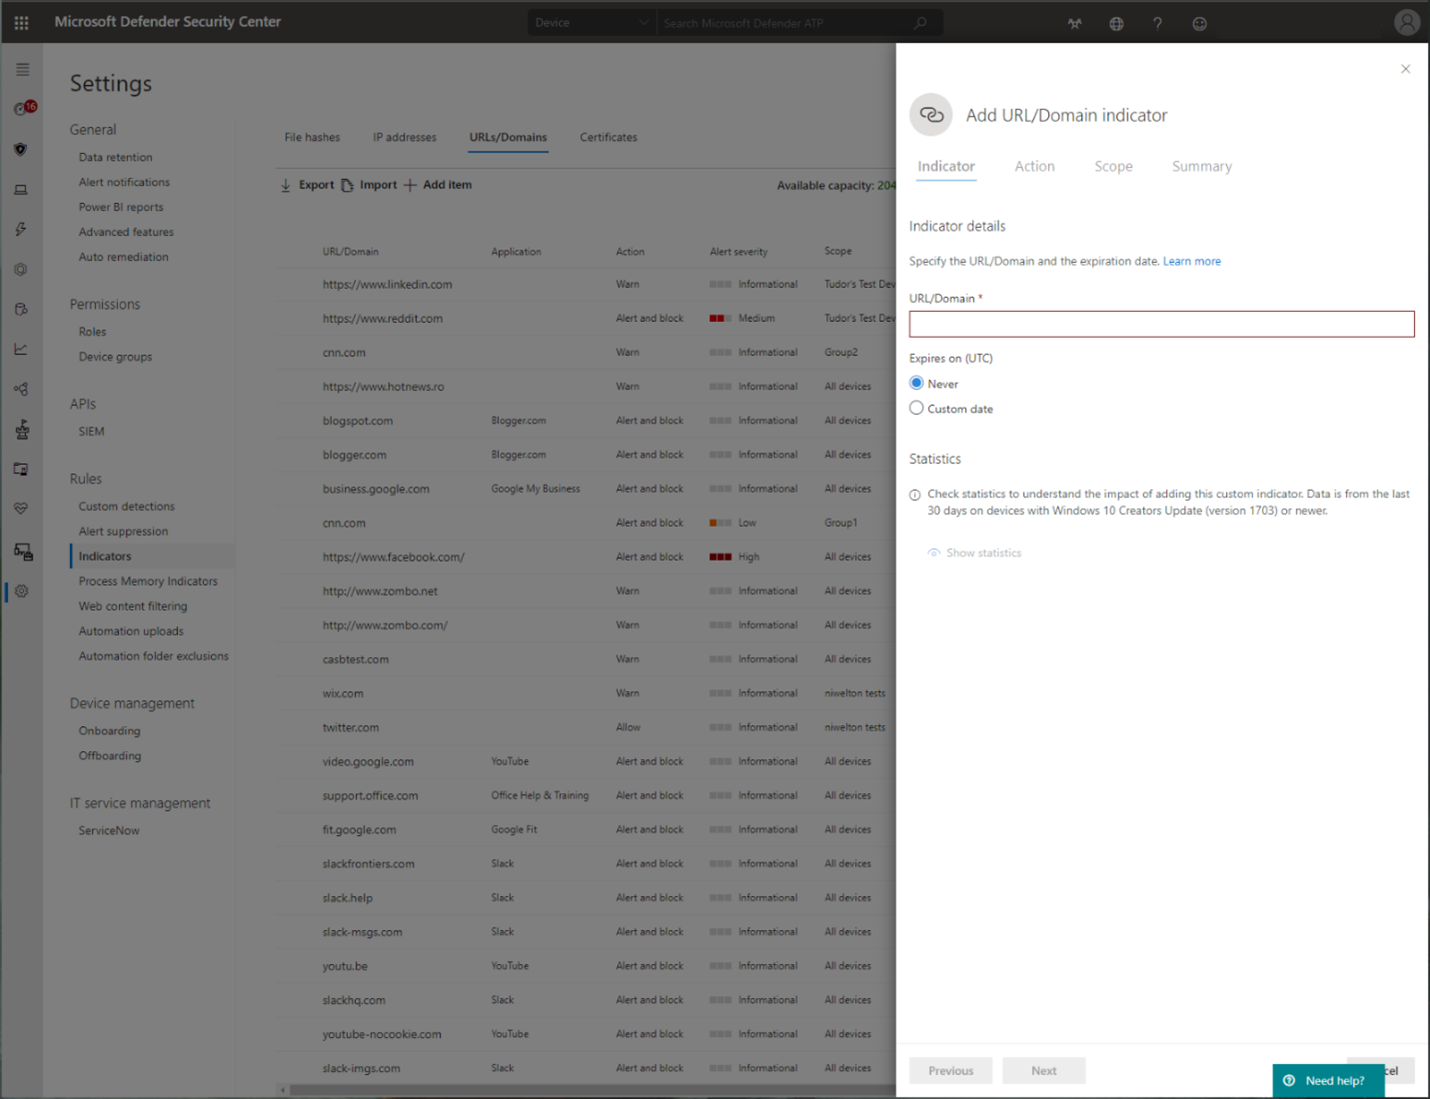 Microsoft Defender Security Center
Device
Search Microsoft Defender ATP
16
Settings
General
Data retention
Alert notifications
Power BI reports
Advanced features
Auto remediation
Permissions
Roles
Device groups
APIs
SIEM
Rules
Custom detections
Alert suppression
Indicators
Process Memory Indicators
Web content filtering
Automation uploads
Automation folder exclusions
Device management
Onboarding
Offboarding
IT service management
ServiceNow
File hashes IP addresses URLs/Domains Certificates
Export Import Add item Available capacity: 204
URL/Domain Application Action Alert severity Scope
https://www.linkedin.com Warn Informational Tudor's Test Dev
https://www.reddit.com Alert and block Medium Tudor's Test Dev
cnn.com Warn Informational Group2
https://www.hotnews.ro Warn Informational All devices
blogspot.com Blogger.com Alert and block Informational All devices
blogger.com Blogger.com Alert and block Informational All devices
business.google.com Google My Business Alert and block Informational All devices
cnn.com Alert and block Low Group1
https://www.facebook.com/ Alert and block High All devices
http://www.zombo.net Warn Informational All devices
http://www.zombo.com/ Warn Informational All devices
casbtest.com Warn Informational All devices
wix.com Warn Informational niwelton tests
twitter.com Allow Informational niwelton tests
video.google.com YouTube Alert and block Informational All devices
support.office.com Office Help & Training Alert and block Informational All devices
fit.google.com Google Fit Alert and block Informational All devices
slackfrontiers.com Slack Alert and block Informational All devices
slack.help Slack Alert and block Informational All devices
slack-msgs.com Slack Alert and block Informational All devices
youtu.be YouTube Alert and block Informational All devices
slackhq.com Slack Alert and block Informational All devices
youtube-nocookie.com YouTube Alert and block Informational All devices
slack-imgs.com Slack Alert and block Informational All devices
Add URL/Domain indicator
Indicator Action Scope Summary
Indicator details
Specify the URL/Domain and the expiration date. Learn more
URL/Domain *
Expires on (UTC)
Never
Custom date
Statistics
Check statistics to understand the impact of adding this custom indicator. Data is from the last
30 days on devices with Windows 10 Creators Update (version 1703) or newer.
Show statistics
Previous Next cel
Need help?